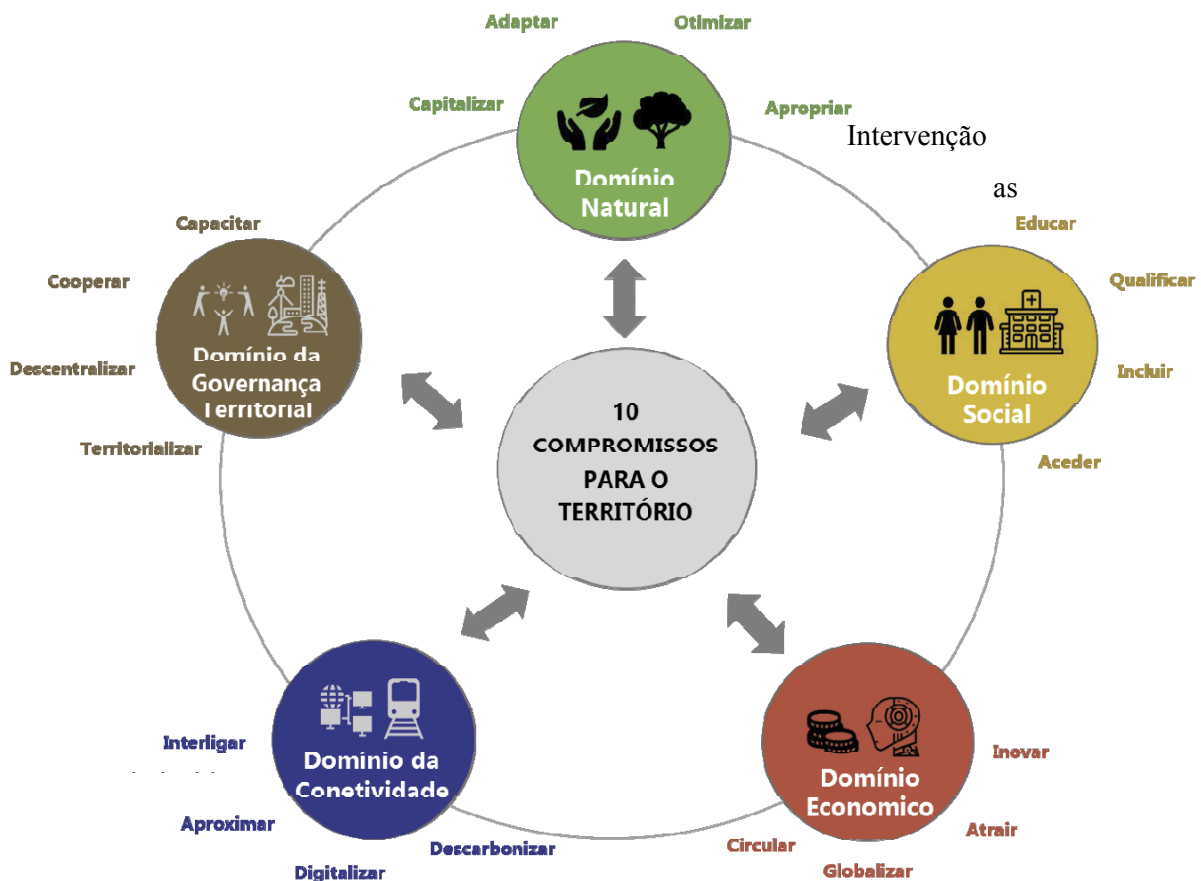 Adaptar
Otimizar
Capitalizar
Apropriar
Domínio
Natural
Intervenção
as
Educar
Qualificar
Incluir
Aceder
Domínio
Social
Capacitar
Cooperar
Descentralizar
Territorializar
Domínio da
Governança
Territorial
10
COMPROMISSOS
PARA O
TERRITÓRIO
Interligar
Aproximar
Digitalizar
Descarbonizar
Domínio da
Conetividade
Domínio
Economico
Inovar
Atrair
Circular
Globalizar